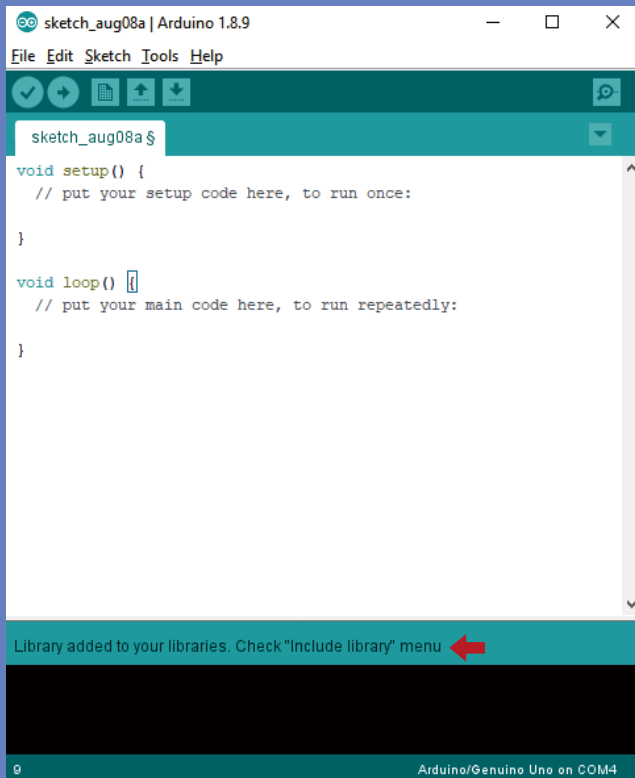 sketch_aug08a | Arduino 1.8.9
File Edit Sketch Tools Help
sketch_aug08a §
void setup() {
// put your setup code here, to run once:
}
void loop() {
// put your main code here, to run repeatedly:
}
Library added to your libraries. Check "Include library" menu
9 Arduino/Genuino Uno on COM4